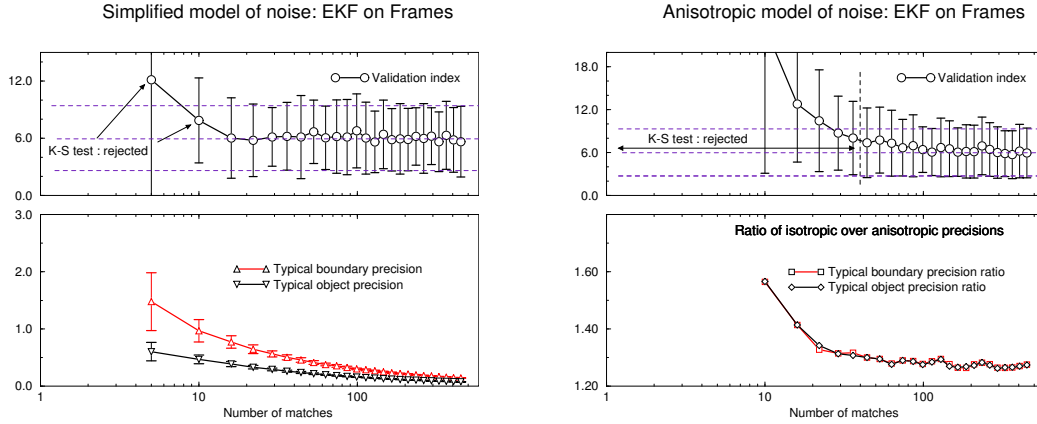 Simplified model of noise: EKF on Frames
12.0
9.0
6.0
3.0
0.0
Validation index
K-S test : rejected
3.0
2.0
1.0
0.0
Typical boundary precision
Typical object precision
1
10
100
Number of matches
Anisotropic model of noise: EKF on Frames
18.0
12.0
6.0
0.0
Validation index
K-S test : rejected
Ratio of isotropic over anisotropic precisions
1.60
1.40
1.20
Typical boundary precision ratio
Typical object precision ratio
1
10
100
Number of matches